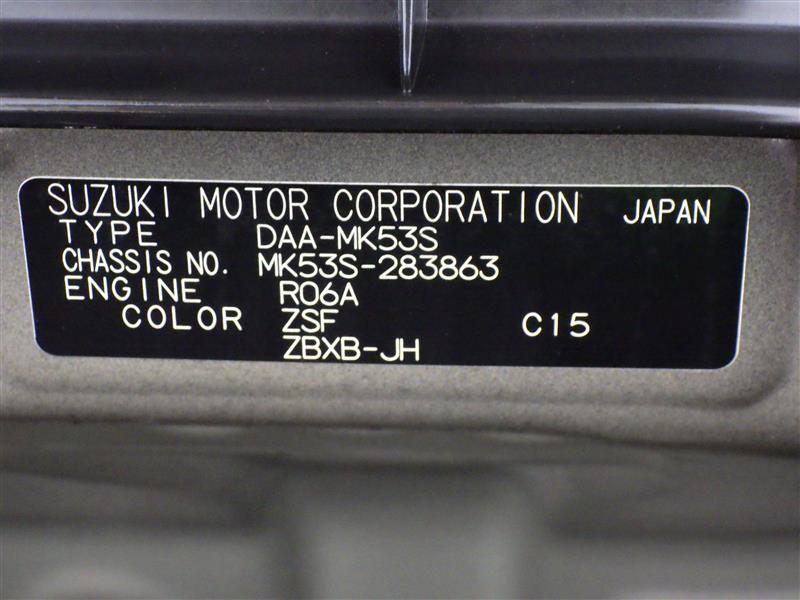 SUZUKI MOTOR CORPORATION JAPAN
TYPE DAA-MK53S
CHASSIS NO. MK53S-283863
ENGINE R06A
COLOR ZSF C15
ZBXB-JH